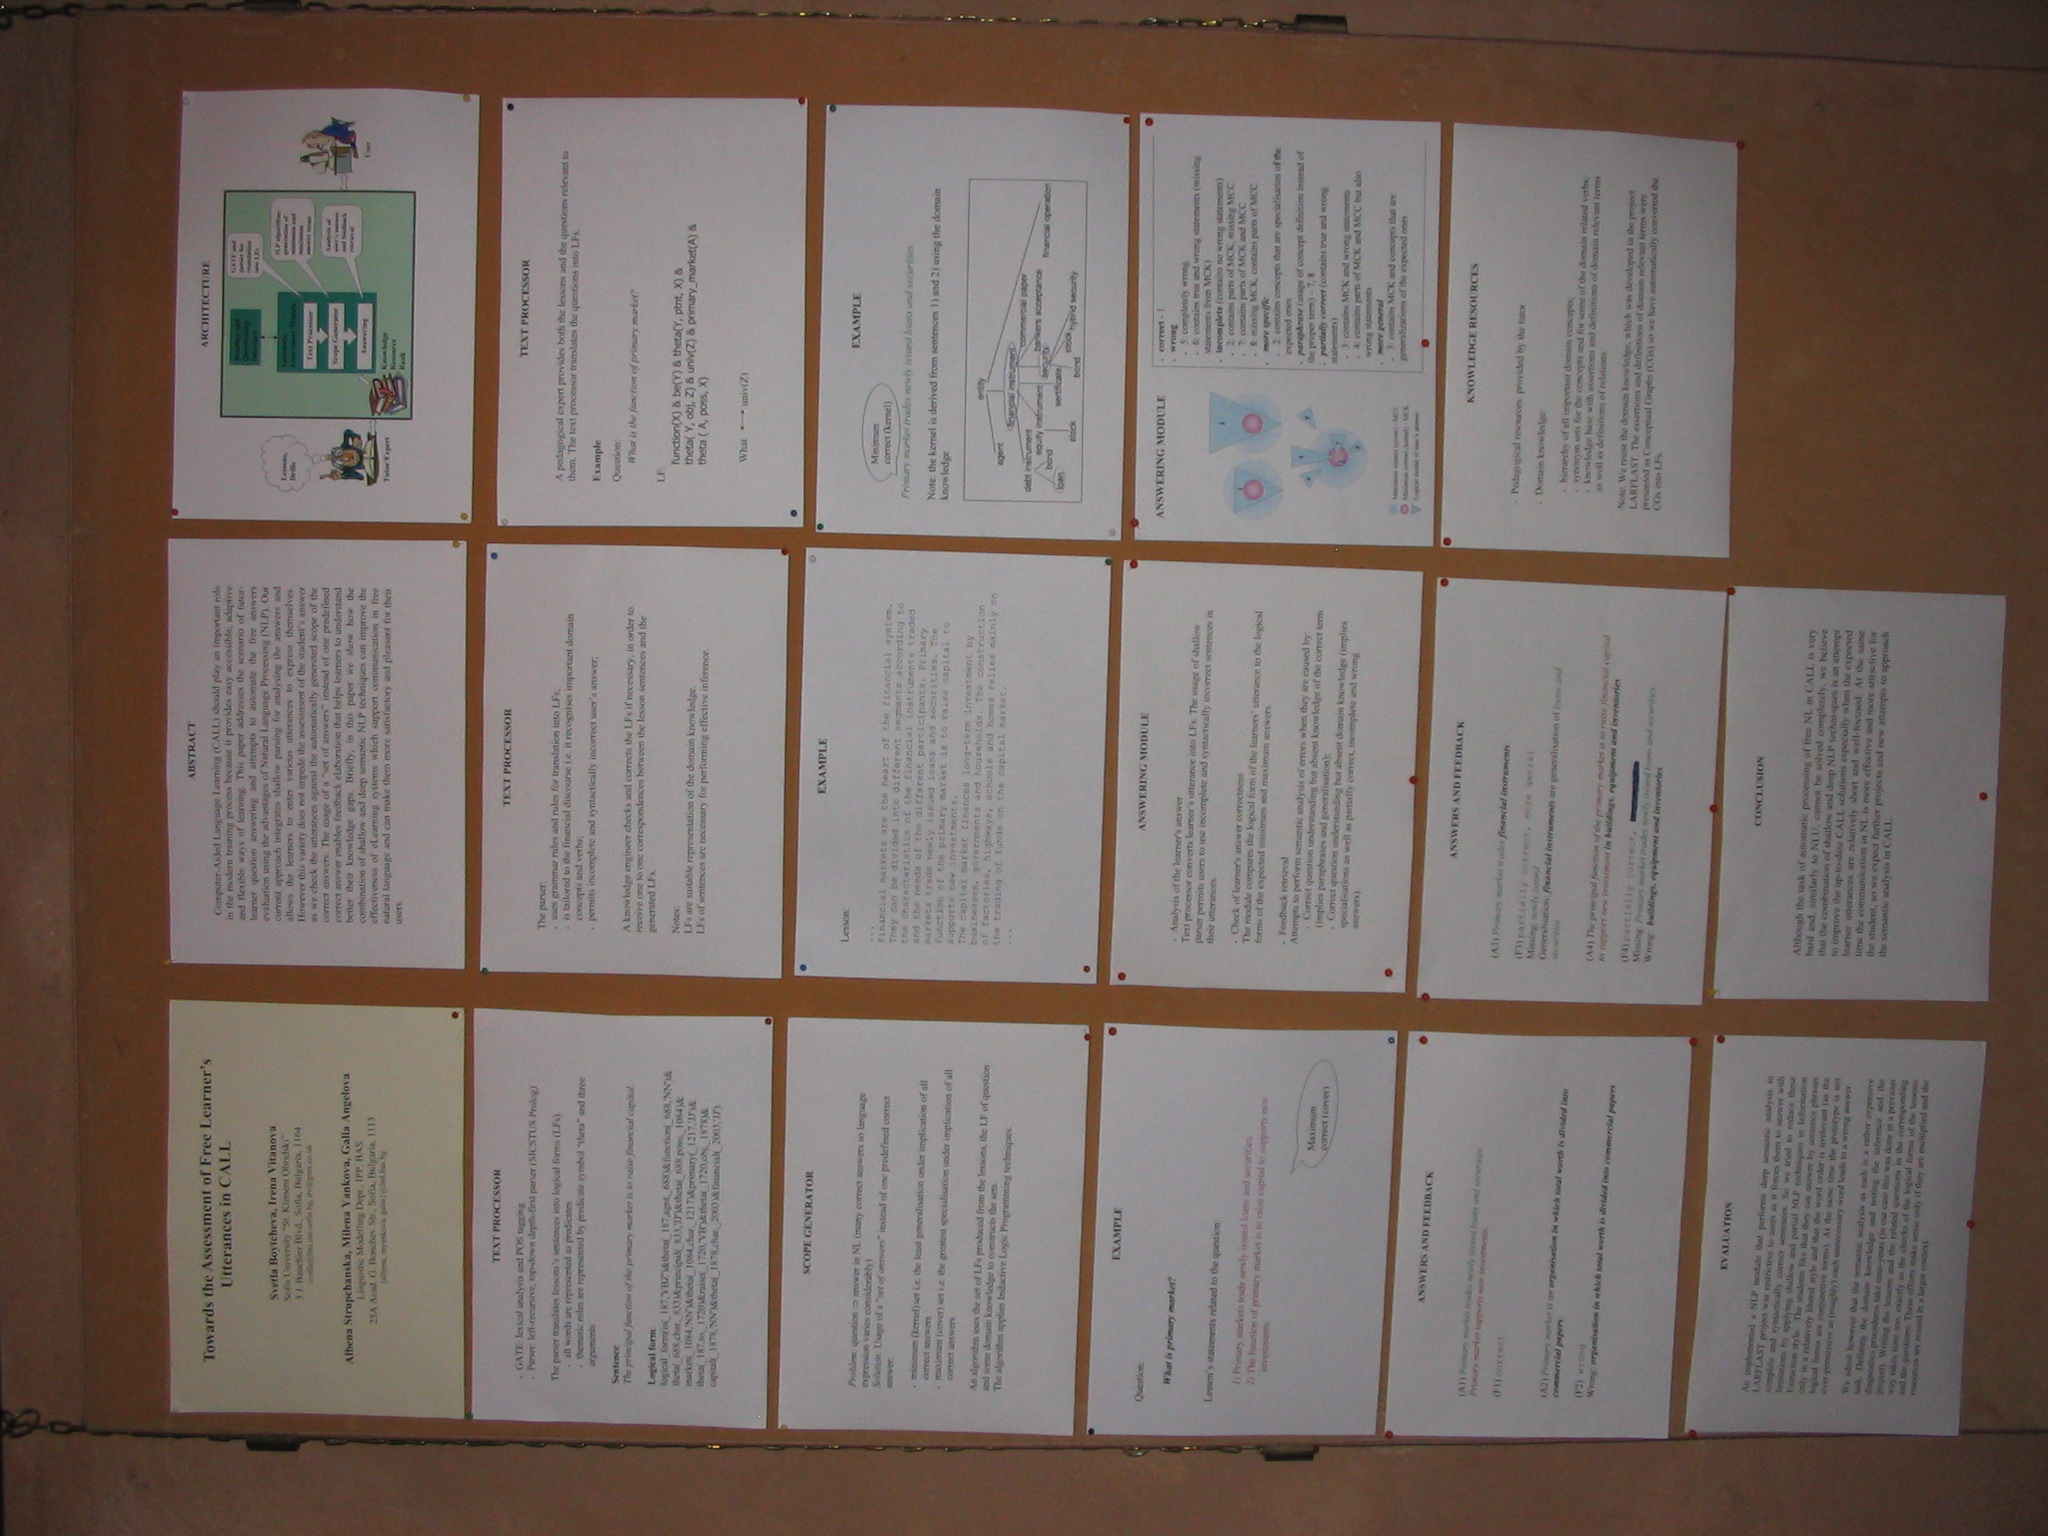 Towards the Assessment of Free Learner's
Utterances in CALL
Svetla Boytcheva, Irena Vitanova
Sofia University "St. Kliment Ohridski"
5 J. Bauchier Blvd., Sofia, Bulgaria, 1164
Albena Strupchanska, Milena Yankova, Galia Angelova
Linguistic Modelling Dept., IPP, BAS
25A Acad. G. Bonchev Str., Sofia, Bulgaria, 1113
ABSTRACT
Computer-Aided Language Learning (CALL) should play an important role
in the modern training process because it provides easy accessible, adaptive
and flexible ways of learning. This paper addresses the scenario of tutor-
learner question answering and attempts to automate the free answers
evaluation using the advantages of Natural Language Processing (NLP). Our
current approach integrates shallow parsing for analysing the answers and
allows the learners to enter various utterances to express themselves.
However this variety does not impede the assessment of the student's answer
as we check the utterances against the automatically generated scope of the
correct answers. The usage of a "set of answers" instead of one predefined
correct answer enables feedback elaboration that helps learners to understand
better their knowledge gaps. Briefly, in this paper we show how the
combination of shallow and deep semantic NLP techniques can improve the
effectiveness of eLearning systems which support communication in free
natural language and can make them more satisfactory and pleasant for their
users.
ARCHITECTURE
Lessons,
Drills
Tutor/Expert
Text Processor
Scope Generator
Answering
Knowledge
Resource
Bank
GATE and
parser for
translation
into LF
ILP algorithm:
generation of
minimum and
maximum
answer issue
Analysis of
user's answer
and feedback
retrieval
User
TEXT PROCESSOR
- GATE: lexical analysis and POS tagging
- Parser: left-recursive, top-down depth-first parser (SICSTUS Prolog)
The parser translates lesson's sentences into logical forms (LFs).
- all words are represented as predicates
- thematic roles are represented by predicate symbol "theta" and three
arguments
Sentence
The principal function of the primary market is to raise financial capital.
Logical form:
TEXT PROCESSOR
The parser:
- uses grammar rules and rules for translation into LFs;
- is tailored to the financial discourse i.e. it recognises important domain
concepts and verbs;
- permits incomplete and syntactically incorrect user's answer;
A knowledge engineer checks and corrects the LFs if necessary, in order to
receive one to one correspondences between the lesson sentences and the
generated LFs.
Notes:
LFs are suitable representation of the domain knowledge.
LFs of sentences are necessary for performing effective inference.
TEXT PROCESSOR
A pedagogical expert provides both the lessons and the questions relevant to
them. The text processor translates the questions into LFs.
Example
Question:
What is the function of primary market?
LF:
function(X) & be(Y) & theta(Y, ptnt, X) &
theta( Y, obj, Z) & univ(Z) & primary_market(A) &
theta ( A, poss, X)
What ⟷ univ(Z)
SCOPE GENERATOR
Problem: question => answer in NL (many correct answers so language
expression varies considerably)
Solution: Usage of a "set of answers" instead of one predefined correct
answer:
- minimum (kernel) set i.e. the least generalisation under implication of all
correct answers
- maximum (cover) set i.e. the greatest specialisation under implication of all
correct answers
An algorithm uses the set of LFs produced from the lessons, the LF of question
and some domain knowledge to constructs the sets.
The algorithm applies Inductive Logic Programming techniques.
EXAMPLE
Lesson:
...
Financial markets are the heart of the financial system.
They can be divided into different segments according to
the characteristics of the financial instruments traded
and the needs of the different participants. Primary
markets trade newly issued loans and securities. The
function of the primary market is to raise capital to
supports new investments.
The capital market finances long-term investment by
businesses, governments and households. The construction
of factories, highways, schools and homes relies mainly on
the trading of funds on the capital market.
...
EXAMPLE
Minimum
correct (kernel)
Primary market trades newly issued loans and securities.
Note: the kernel is derived from sentences 1) and 2) using the domain
knowledge
entity
agent
financial instrument
financial operation
debt instrument
equity instrument
commercial paper
bankers acceptance
security
bond
loan
stock
sertificate
stock
bond
hybrid security
EXAMPLE
Question:
What is primary market?
Lesson's statements related to the question:
1) Primary markets trade newly issued loans and securities.
2) The function of primary market is to raise capital to supports new
investments.
Maximum
correct (cover)
ANSWERING MODULE
- Analysis of the learner's answer
Text processor converts learner's utterance into LFs. The usage of shallow
parser permits users to use incomplete and syntactically incorrect sentences in
their utterances.
- Check of learner's answer correctness
The module compares the logical form of the learners' utterance to the logical
forms of the expected minimum and maximum answers.
- Feedback retrieval
Attempts to perform semantic analysis of errors when they are caused by:
- Correct question understanding but absent knowledge of the correct term
(implies paraphrases and generalisation);
- Correct question understanding but absent domain knowledge (implies
specialisations as well as partially correct, incomplete and wrong
answers).
ANSWERING MODULE
Maximum answer (cover) - MCC
Minimum answer (kernel) - MCK
Logical model of user's answer
- correct - 1
- wrong
- 5: completely wrong
- 6: contains true and wrong statements (missing
statements from MCK)
- incomplete (contains no wrong statements)
- 2: contains parts of MCK, missing MCC
- 7: contains parts of MCK and MCC
- 8: missing MCK, contains parts of MCC
- more specific
- 2: contains concepts that are specialisation of the
expected ones
- paraphrase (usage of concept definition instead of
the proper term) - 7, 8
- partially correct (contains true and wrong
statements)
- 3: contains MCK and wrong statements
- 4: contains parts of MCK and MCC but also
wrong statements
- more general
- 3: contains MCK and concepts that are
generalizations of the expected ones
ANSWERS AND FEEDBACK
(A1) Primary market trades newly issued loans and securities.
Primary market supports new investments.
(F1) correct
(A2) Primary market is an organisation in which total worth is divided into
commercial papers.
(F2) wrong
Wrong: organisation in which total worth is divided into commercial papers
ANSWERS AND FEEDBACK
(A3) Primary market trades financial instruments
(F3) partially correct, more general
Missing: newly issued
Generalisation: financial instruments are generalisation of loans and
securities
(A4) The principal function of the primary market is to raise financial capital
to support new investment in buildings, equipment and inventories
(F4) partially correct,
Missing: Primary market trades newly issued loans and securities
Wrong: buildings, equipment and inventories
KNOWLEDGE RESOURCES
- Pedagogical resources, provided by the tutor
- Domain knowledge
- hierarchy of all important domain concepts;
- synonym sets for the concepts and for some of the domain related verbs;
- knowledge base with assertions and definitions of domain relevant terms
as well as definitions of relations.
Note: We reuse the domain knowledge, which was developed in the project
LARFLAST. The assertions and definitions of domain relevant terms were
presented as Conceptual Graphs (CGs) so we have automatically converted the
CGs into LFs.
EVALUATION
An implemented a NLP module that performs deep semantic analysis in
LARFLAST project was restrictive to users as it forces them to answer with
complete and syntactically correct sentences. So we tried to reduce these
limitations by applying shallow and partial NLP techniques in Information
Extraction style. The students like that they can answer by sentence phrases
only in a relatively liberal style and that the word order is irrelevant (as the
logical forms are commutative terms). At the same time the prototype is not
over-permissive as (roughly) each unnecessary word leads to a wrong answer.
We admit however that the semantic analysis as such is a rather expensive
task. Defining the domain knowledge and testing the inference and the
diagnostics procedures take man-years (in our case this was done in a previous
project). Writing the lessons and the related questions in the corresponding
way takes time too, exactly as the check of the logical forms of the lessons
and the questions. These efforts make sense only if they are multiplied and the
resources are reused in a larger context.
CONCLUSION
Although the task of automatic processing of free NL in CALL is very
hard and, similarly to NLU, cannot be solved completely, we believe
that the combination of shallow and deep NLP techniques is an attempt
to improve the up-to-date CALL solutions especially when the expected
learner utterances are relatively short and well-focused. At the same
time the communication in NL is more effective and more attractive for
the student, so we expect further projects and new attempts to approach
the semantic analysis in CALL.